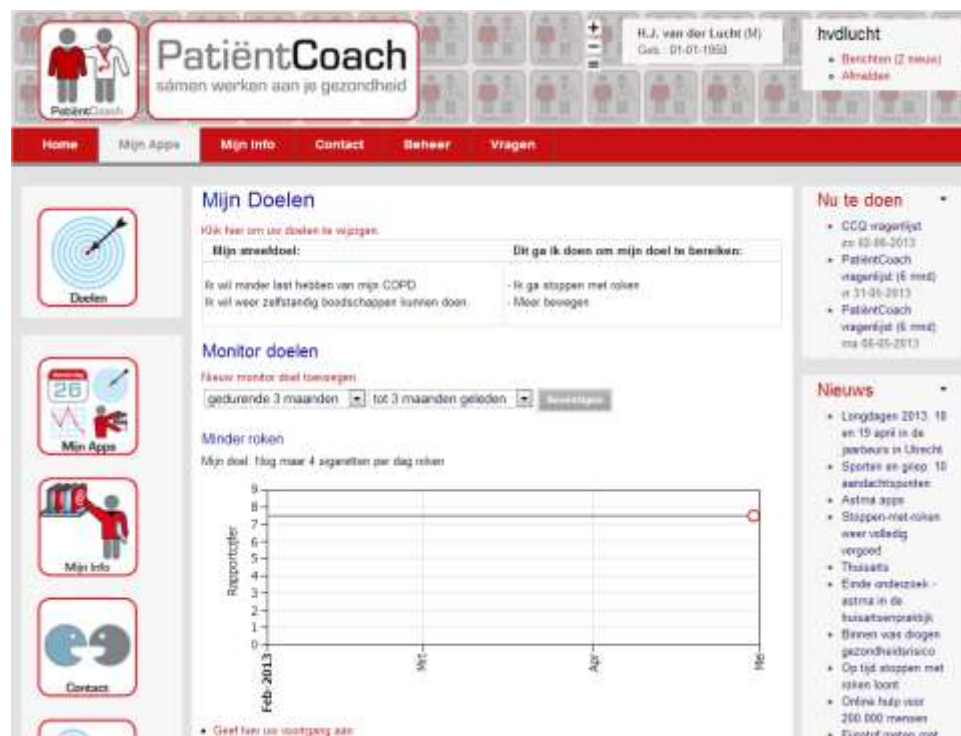 PatiëntCoach
PatiëntCoach
sámen werken aan je gezondheid
+
-
=
H.J. van der Lucht (M)
Geb.: 01-01-1950
hvdlucht
Berichten (2 nieuw)
Afmelden
Home
Mijn Apps
Mijn Info
Contact
Beheer
Vragen
Doelen
26
Mijn Apps
Mijn Info
Contact
Mijn Doelen
Klik hier om uw doelen te wijzigen.
Mijn streefdoel:
Dit ga ik doen om mijn doel te bereiken:
Ik wil minder last hebben van mijn COPD
Ik wil weer zelfstandig boodschappen kunnen doen
- Ik ga stoppen met roken
- Meer bewegen
Monitor doelen
Nieuw monitor doel toevoegen
gedurende 3 maanden
tot 3 maanden geleden
Bevestigen
Minder roken
Mijn doel: Nog maar 4 sigaretten per dag roken
Rapportcijfer
9
8
7
6
5
4
3
2
1
0
Feb 2013
Mrt
Apr
Mei
Geef hier uw voortgang aan
Nu te doen
CCQ vragenlijst
zo 02-06-2013
PatiëntCoach
vragenlijst (6 mnd)
vr 31-05-2013
PatiëntCoach
vragenlijst (6 mnd)
ma 06-05-2013
Nieuws
Longdagen 2013. 18
en 19 april in de
jaarbeurs in Utrecht
Sporten en griep: 10
aandachtspunten
Astma apps
Stoppen-met-roken
weer volledig
vergoed
Thuisarts
Einde onderzoek -
astma in de
huisartsenpraktijk
Binnen was drogen
gezondheidsrisico
Op tijd stoppen met
roken loont
Online hulp voor
200.000 mensen